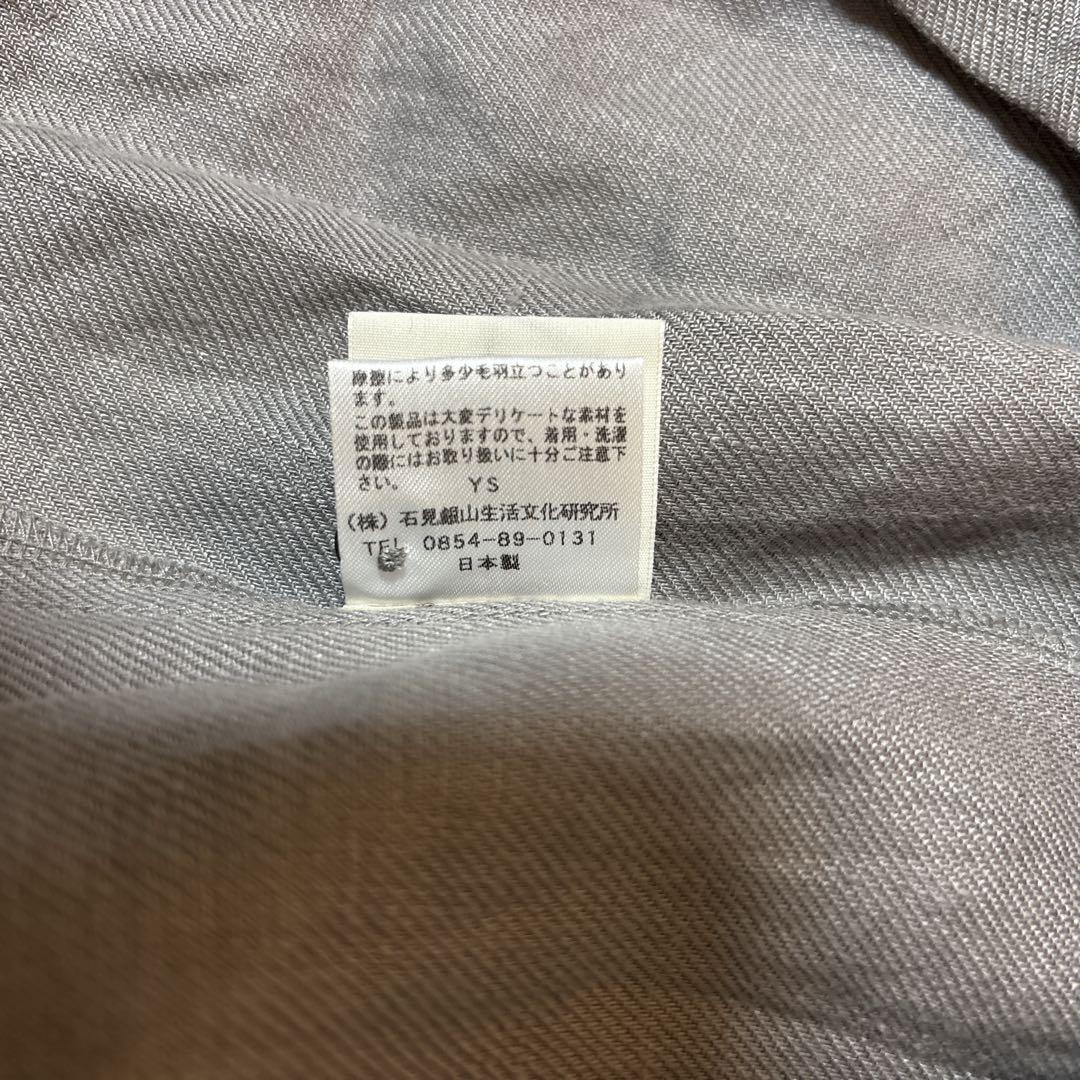 摩擦により多少毛羽立つことがあり
ます。
この製品は大変デリケートな素材を
使用しておりますので、着用・洗濯
の際にはお取り扱いに十分ご注意下
さい。 YS
（株）石見銀山生活文化研究所
TEL 0854-89-0131
日本製